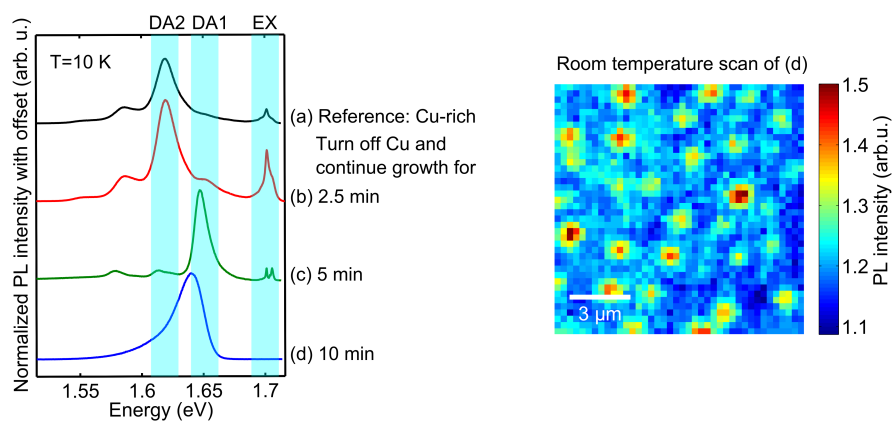 DA2 DA1 EX
Normalized PL intensity with offset (arb. u.)
T=10 K
(a) Reference: Cu-rich
Turn off Cu and
continue growth for
(b) 2.5 min
(c) 5 min
(d) 10 min
1.55 1.6 1.65 1.7
Energy (eV)
Room temperature scan of (d)
3 μm
1.5
1.4
1.3
1.2
1.1
PL intensity (arb.u.)